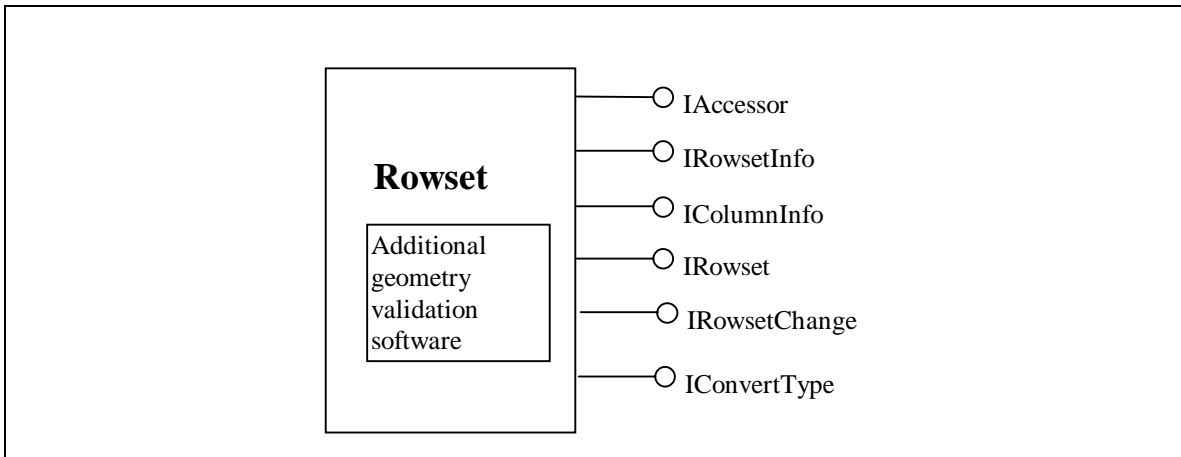 Rowset
Additional
geometry
validation
software
IAccessor
IRowsetInfo
IColumnInfo
IRowset
IRowsetChange
IConvertType